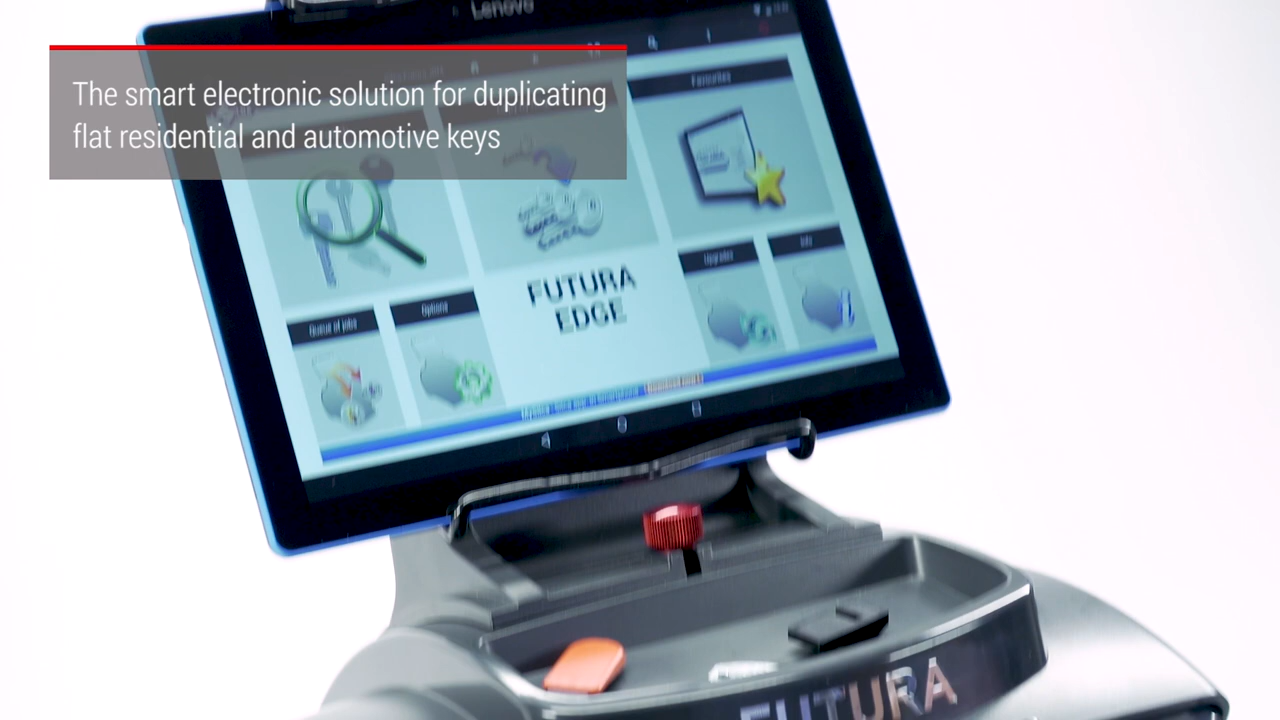 Lenovo
The smart electronic solution for duplicating
flat residential and automotive keys
Favourites
Upgrades
Info
Queue of jobs
Options
FUTURA
EDGE
FUTURA